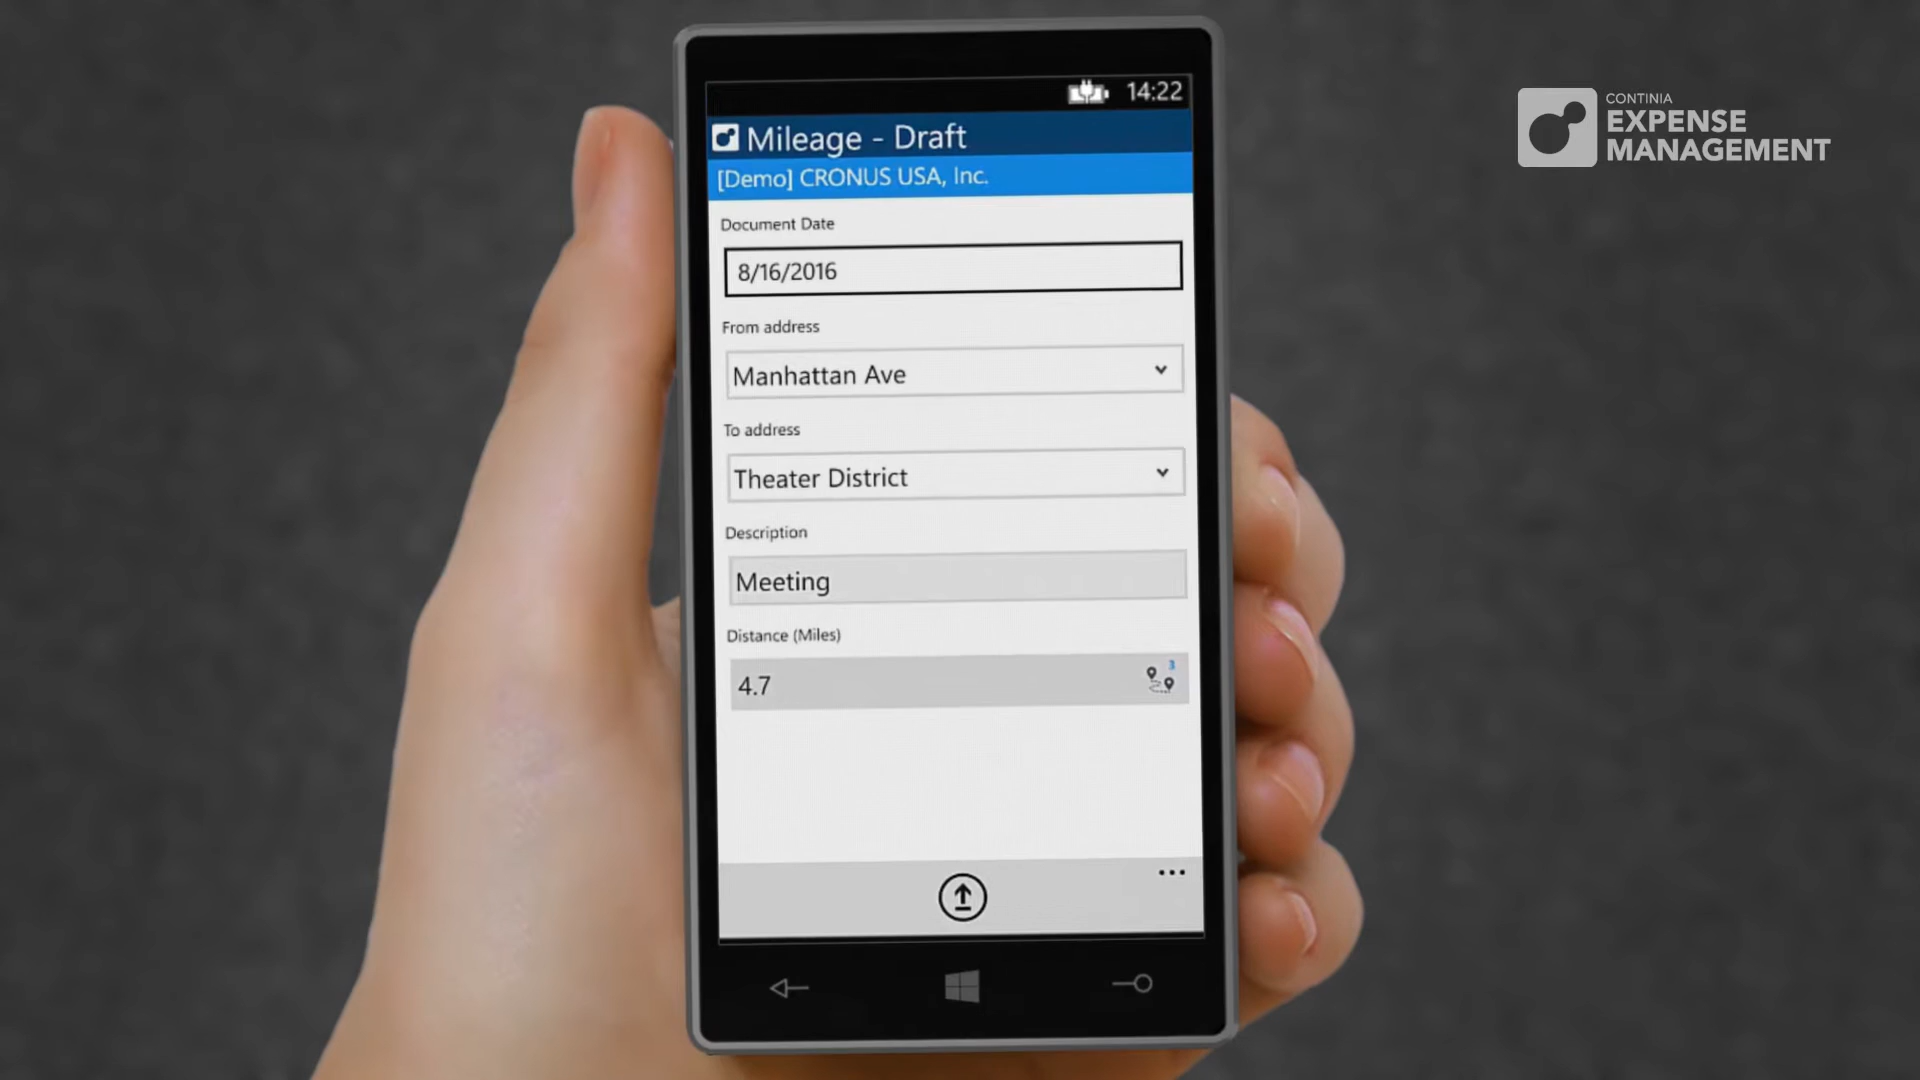 14:22
Mileage - Draft
[Demo] CRONUS USA, Inc.
Document Date
8/16/2016
From address
Manhattan Ave
To address
Theater District
Description
Meeting
Distance (Miles)
4.7
3
CONTINIA
EXPENSE
MANAGEMENT